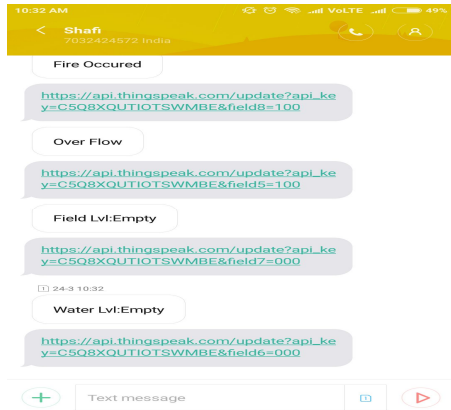 10:32 AM VoLTE 49%
Shafi
7032424572 India
Fire Occured
https://api.thingspeak.com/update?api_ke
y=C5Q8XQUTIOTSWMBE&field8=100
Over Flow
https://api.thingspeak.com/update?api_ke
y=C5Q8XQUTIOTSWMBE&field5=100
Field Lvl:Empty
https://api.thingspeak.com/update?api_ke
y=C5Q8XQUTIOTSWMBE&field7=000
1 24-3 10:32
Water Lvl:Empty
https://api.thingspeak.com/update?api_ke
y=C5Q8XQUTIOTSWMBE&field6=000
Text message 1